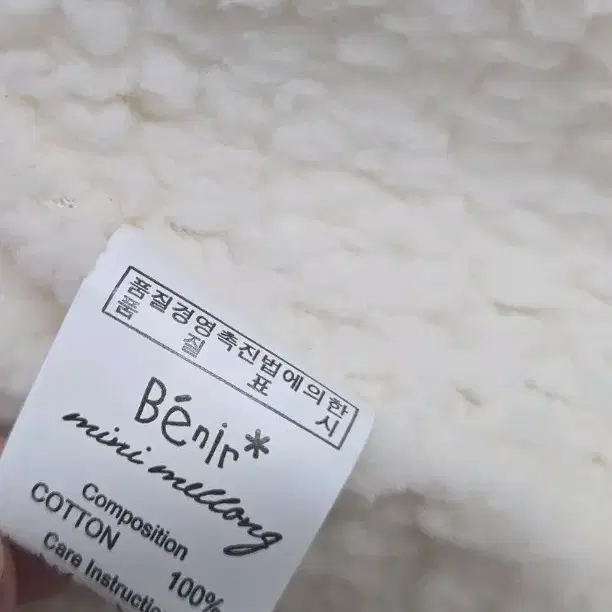 품질경영촉진법에의한
품 질 표 시
Bénir*
mini mellong
Composition
COTTON 100%
Care Instructio